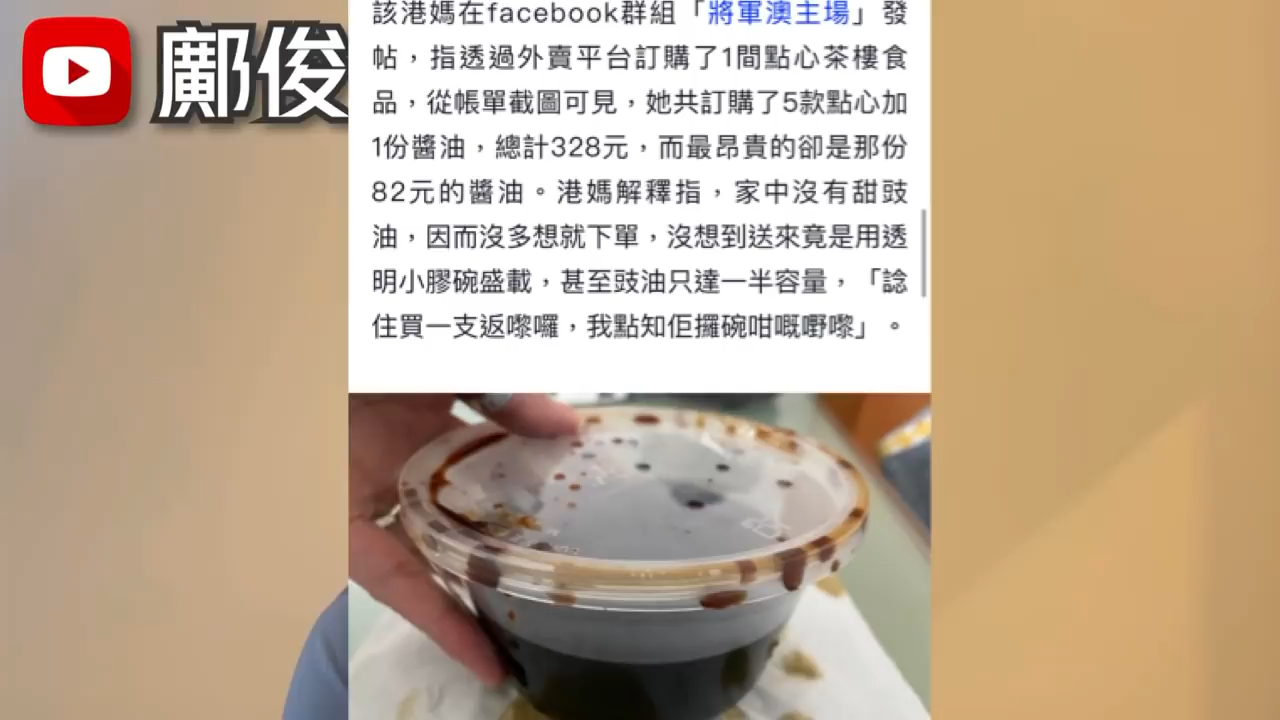 鄺俊
該港媽在facebook群組「將軍澳主場」發
帖，指透過外賣平台訂購了1間點心茶樓食
品，從帳單截圖可見，她共訂購了5款點心加
1份醬油，總計328元，而最昂貴的卻是那份
82元的醬油。港媽解釋指，家中沒有甜豉
油，因而沒多想就下單，沒想到送來竟是用透
明小膠碗盛載，甚至豉油只達一半容量，「諗
住買一支返嚟囉，我點知佢攞碗咁嘅嘢嚟」。